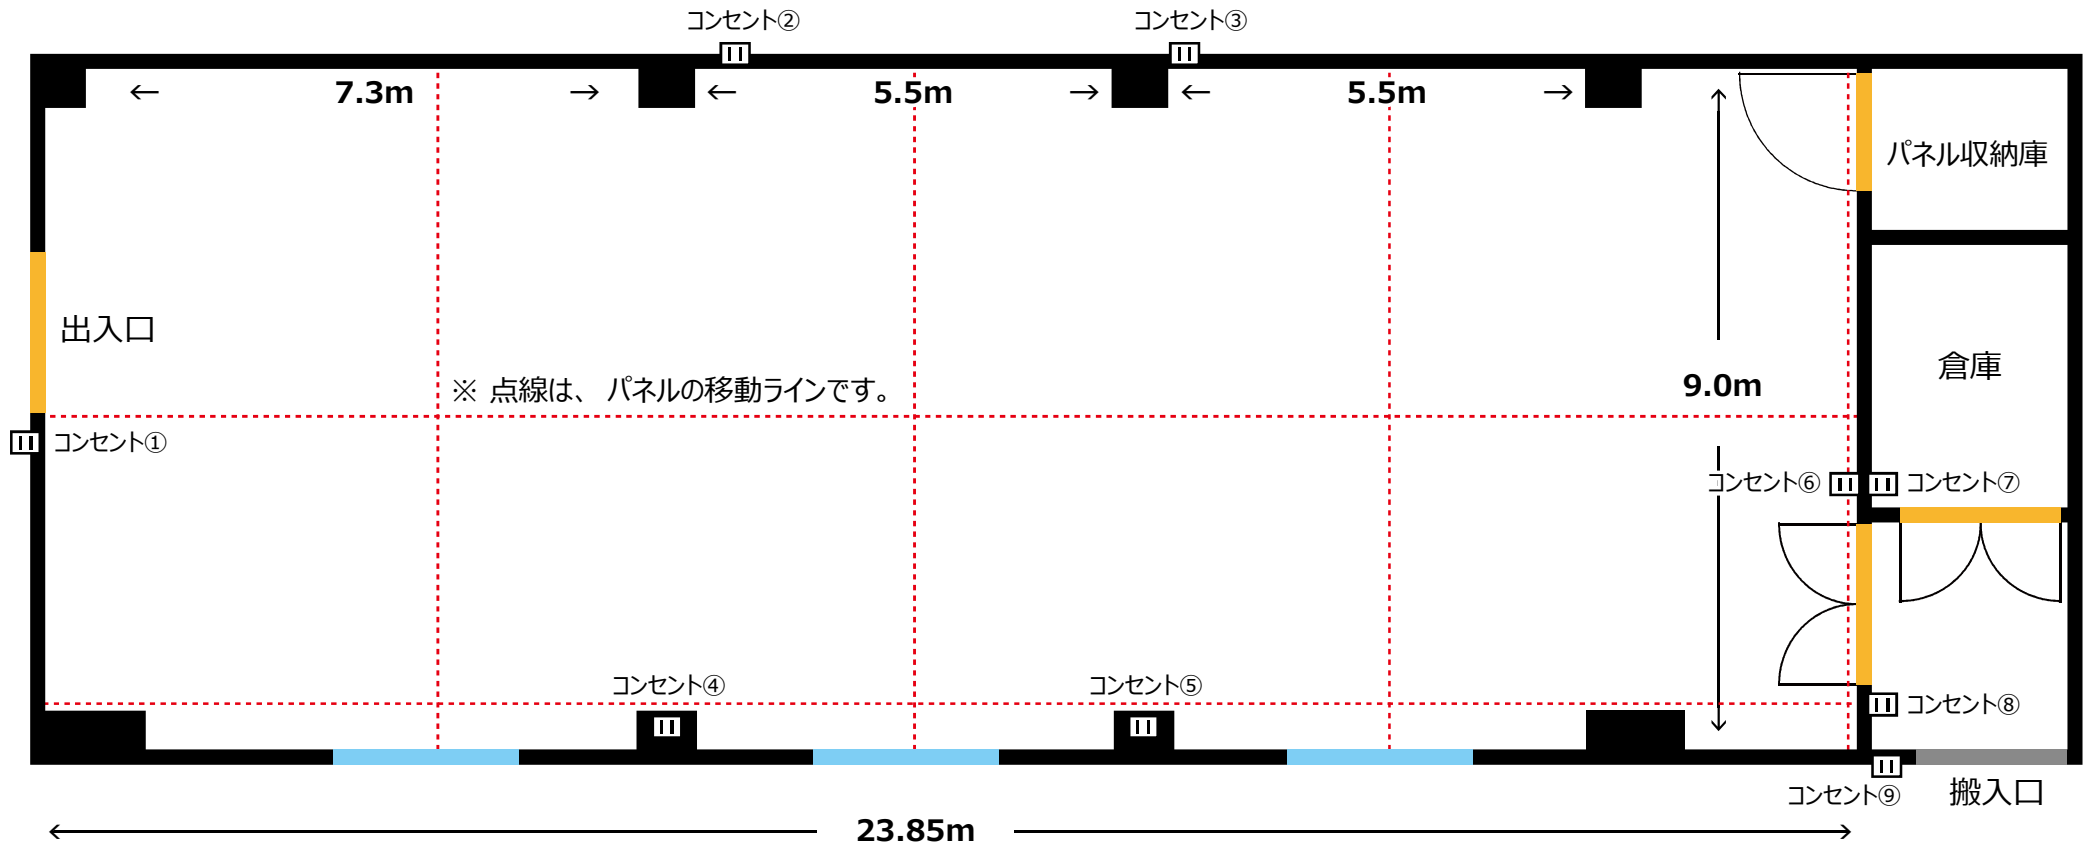 コンセント②
コンセント③
← 7.3m →
← 5.5m →
← 5.5m →
パネル収納庫
出入口
倉庫
※ 点線は、パネルの移動ラインです。
9.0m
コンセント①
コンセント⑥
コンセント⑦
コンセント④
コンセント⑤
コンセント⑧
コンセント⑨
搬入口
23.85m